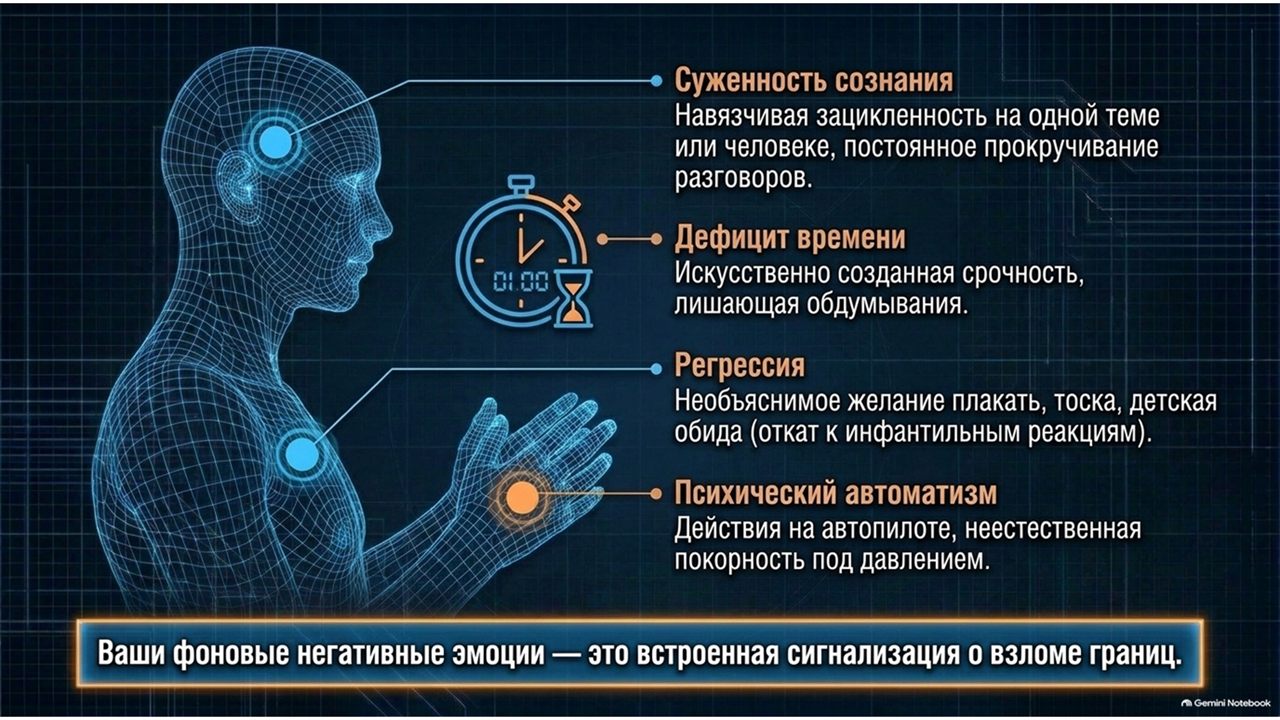 Суженность сознания
Навязчивая зацикленность на одной теме
или человеке, постоянное прокручивание
разговоров.
01.00
Дефицит времени
Искусственно созданная срочность,
лишающая обдумывания.
Регрессия
Необъяснимое желание плакать, тоска, детская
обида (откат к инфантильным реакциям).
Психический автоматизм
Действия на автопилоте, неестественная
покорность под давлением.
Ваши фоновые негативные эмоции — это встроенная сигнализация о взломе границ.
Gemini Notebook